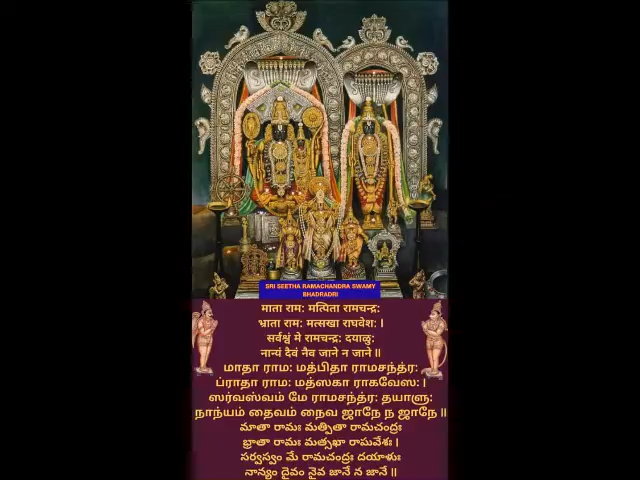 SRI SEETHA RAMACHANDRA SWAMY
BHADRADRI
माता राम: मत्पिता रामचन्द्र:
भ्राता राम: मत्सखा राघवेश: ।
सर्वश्वं मे रामचन्द्र: दयाळु:
नान्यं दैवं नैव जाने न जाने ॥
மாதா ராம: மத்பிதா ராமசந்த்ர:
ப்ராதா ராம: மத்ஸகா ராகவேஸ: ।
ஸர்வஸ்வம் மே ராமசந்த்ர: தயாளு:
நாந்யம் தைவம் நைவ ஜாநே ந ஜாநே ॥
మాతా రామః మత్పితా రామచంద్రః
భ్రాతా రామః మత్సఖా రాఘవేశః ।
సర్వస్వం మే రామచంద్రః దయాళుః
నాన్యం దైవం నైవ జానే న జానే ॥